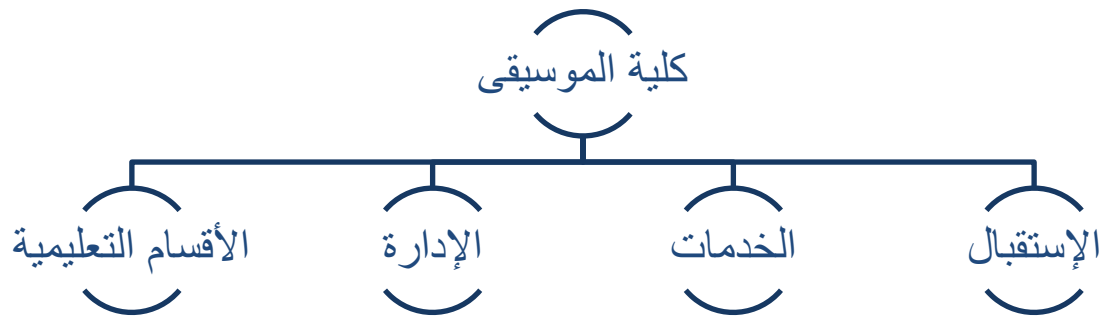 كلية الموسيقى
الإستقبال
الخدمات
الإدارة
الأقسام التعليمية